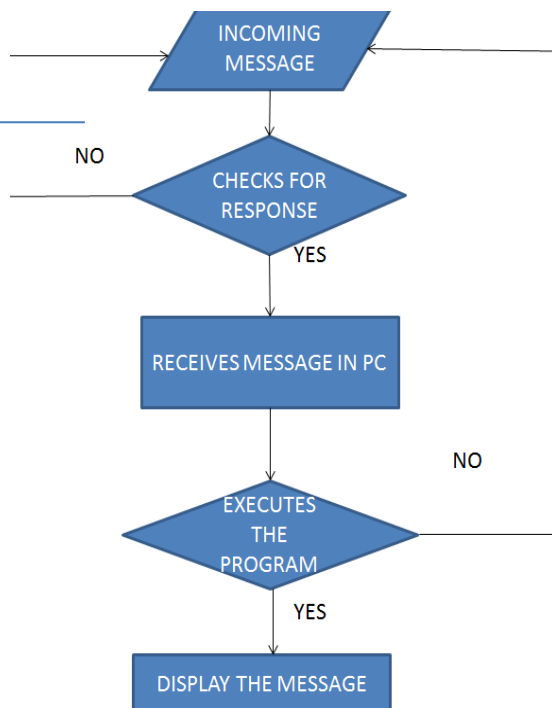 INCOMING
MESSAGE
NO
CHECKS FOR
RESPONSE
YES
RECEIVES MESSAGE IN PC
NO
EXECUTES
THE
PROGRAM
YES
DISPLAY THE MESSAGE